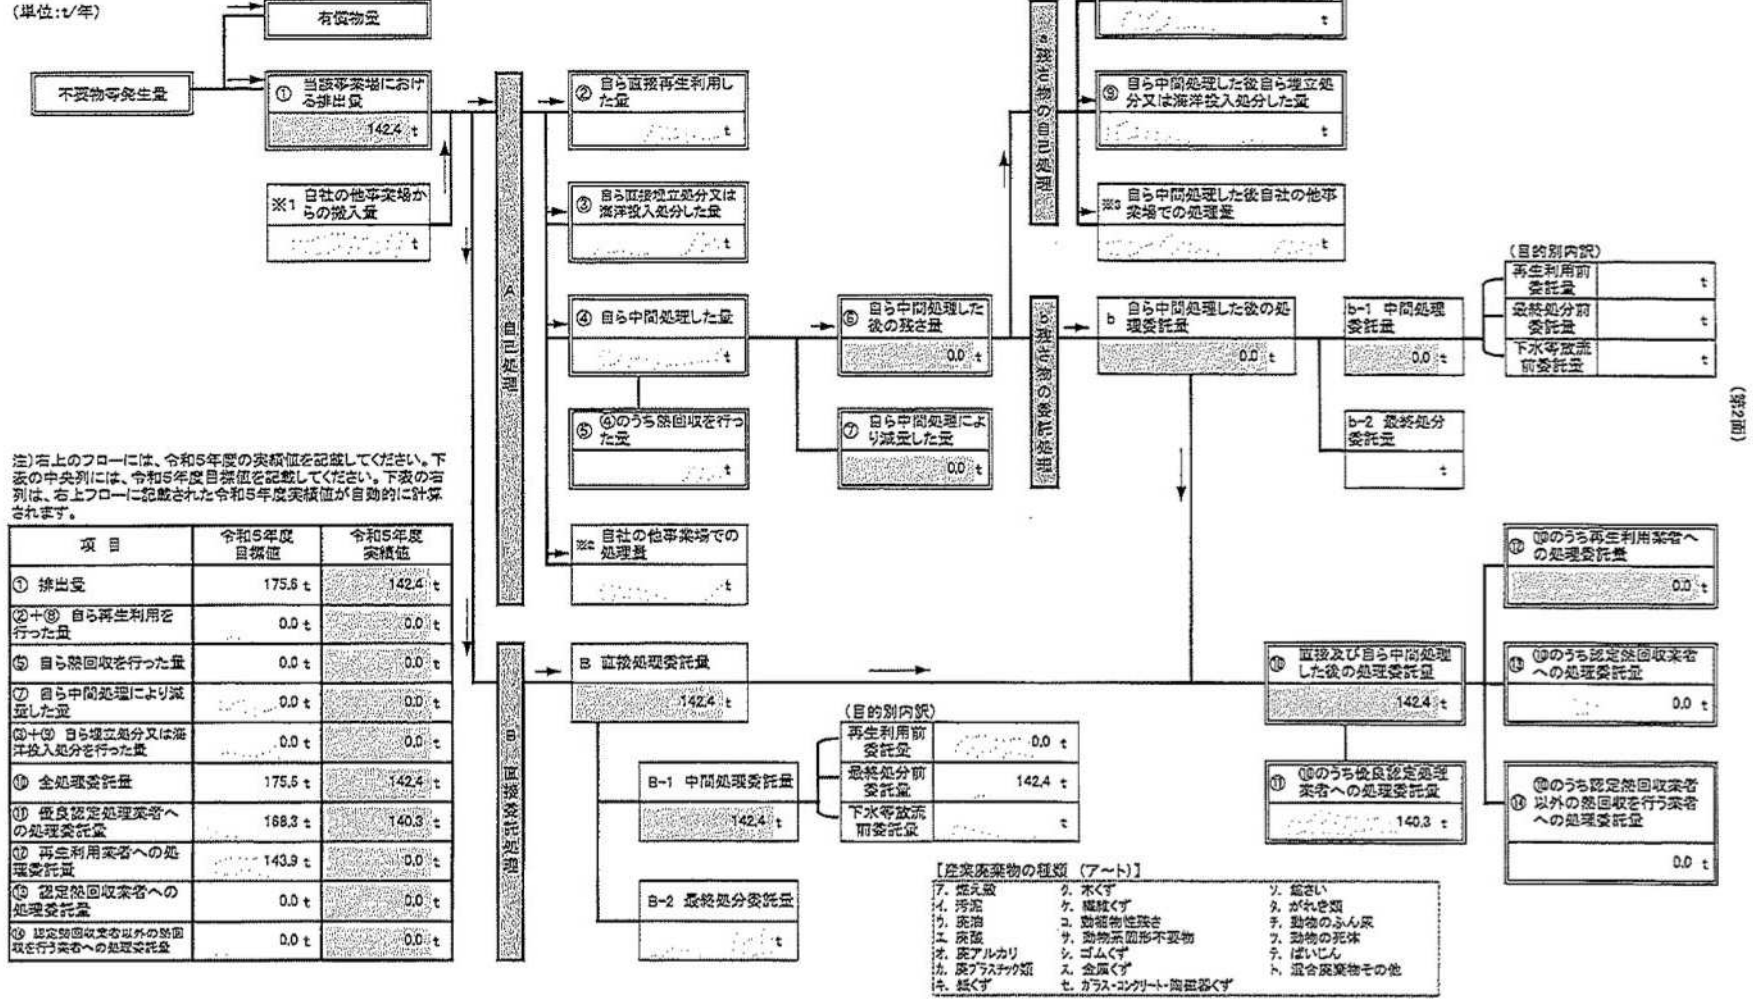 (単位:t/年)
有償物量
不要物等発生量
① 当該事業場におけ
る排出量
142.4 t
※1 自社の他事業場か
らの搬入量
t
A 自己処理
② 自ら直接再生利用し
た量
t
③ 自ら直接埋立処分又は
海洋投入処分した量
t
④ 自ら中間処理した量
t
⑤ ④のうち熱回収を行っ
た量
t
※2 自社の他事業場での
処理量
t
⑥ 自ら中間処理した
後の残さ量
0.0 t
⑦ 自ら中間処理によ
り減量した量
0.0 t
t
⑨ 自ら中間処理した後自ら埋立処
分又は海洋投入処分した量
t
※3 自ら中間処理した後自社の他事
業場での処理量
t
b 自ら中間処理した後の処
理委託量
0.0 t
b-1 中間処理
委託量
0.0 t
b-2 最終処分
委託量
t
(目的別内訳)
再生利用前
委託量
t
最終処分前
委託量
t
下水等放流
前委託量
t
(第2面)
注)右上のフローには、令和5年度の実績値を記載してください。下
表の中央列には、令和5年度目標値を記載してください。下表の右
列は、右上フローに記載された令和5年度実績値が自動的に計算
されます。
項 目 令和5年度
目標値 令和5年度
実績値
① 排出量 175.6 t 142.4 t
②+⑧ 自ら再生利用を
行った量 0.0 t 0.0 t
⑤ 自ら熱回収を行った量 0.0 t 0.0 t
⑦ 自ら中間処理により減
量した量 0.0 t 0.0 t
③+⑨ 自ら埋立処分又は海
洋投入処分を行った量 0.0 t 0.0 t
⑩ 全処理委託量 175.6 t 142.4 t
⑪ 優良認定処理業者へ
の処理委託量 168.3 t 140.3 t
⑫ 再生利用業者への処
理委託量 143.9 t 0.0 t
⑬ 認定熱回収業者への
処理委託量 0.0 t 0.0 t
⑭ 認定熱回収業者以外の熱回
収を行う業者への処理委託量 0.0 t 0.0 t
B 直接処理委託量
142.4 t
B-1 中間処理委託量
142.4 t
B-2 最終処分委託量
t
(目的別内訳)
再生利用前
委託量
0.0 t
最終処分前
委託量
142.4 t
下水等放流
前委託量
t
⑩ 直接及び自ら中間処理
した後の処理委託量
142.4 t
⑪ ⑩のうち優良認定処理
業者への処理委託量
140.3 t
⑫ ⑩のうち再生利用業者へ
の処理委託量
0.0 t
⑬ ⑩のうち認定熱回収業者
への処理委託量
0.0 t
⑭ ⑩のうち認定熱回収業者
以外の熱回収を行う業者
への処理委託量
0.0 t
【産業廃棄物の種類 (ア～ト)】
ア. 燃え殻 ク. 木くず ソ. 鉱さい
イ. 汚泥 ケ. 繊維くず タ. がれき類
ウ. 廃油 コ. 動植物性残さ チ. 動物のふん尿
エ. 廃酸 サ. 動物系固形不要物 ツ. 動物の死体
オ. 廃アルカリ シ. ゴムくず テ. ばいじん
カ. 廃プラスチック類 ス. 金属くず ト. 混合廃棄物その他
キ. 紙くず セ. ガラス・コンクリート・陶磁器くず